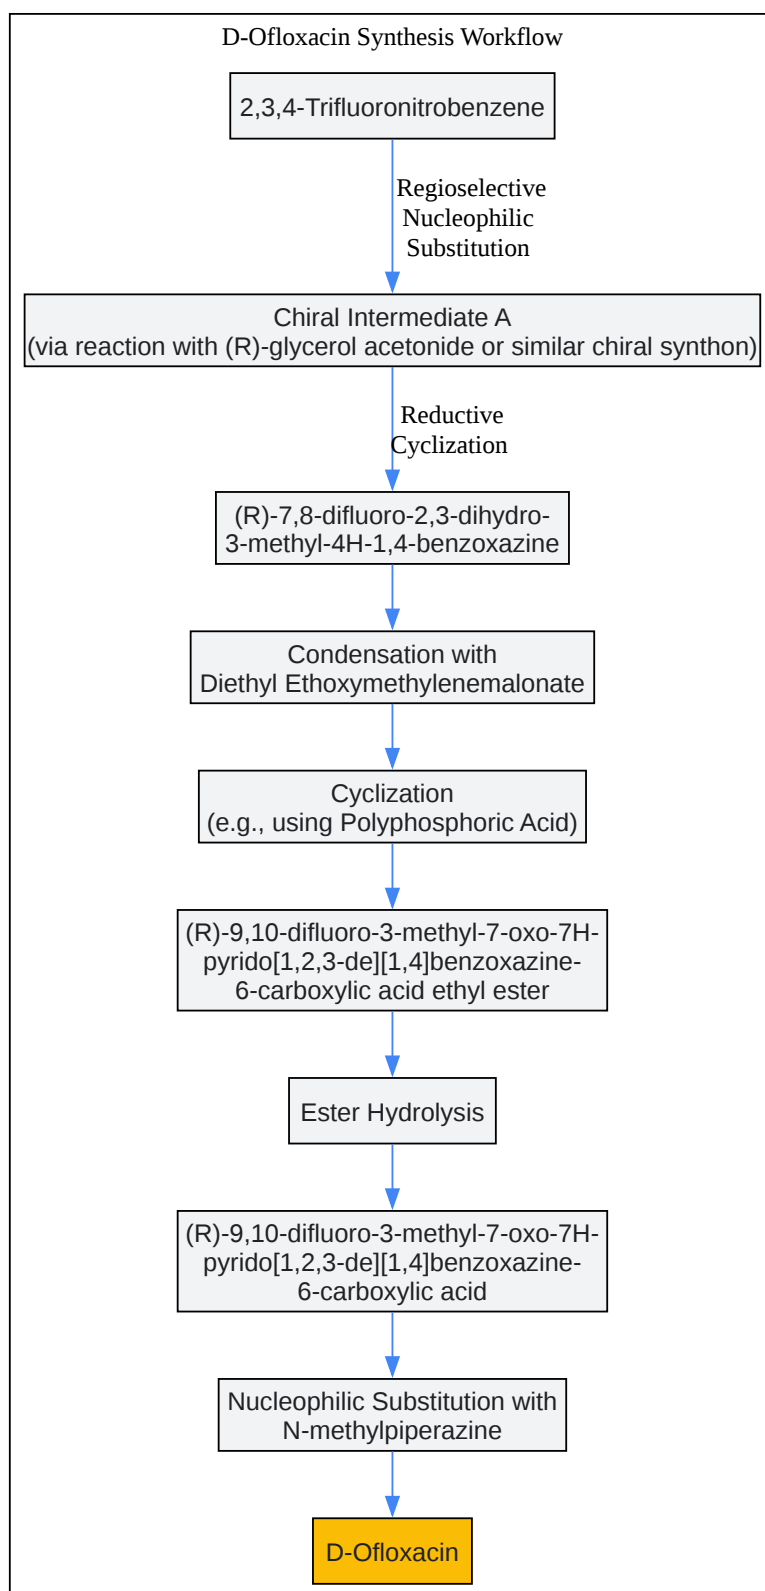 D-Ofloxacin Synthesis Workflow
2,3,4-Trifluoronitrobenzene
Regioselective
Nucleophilic
Substitution
Chiral Intermediate A
(via reaction with (R)-glycerol acetonide or similar chiral synthon)
Reductive
Cyclization
(R)-7,8-difluoro-2,3-dihydro-
3-methyl-4H-1,4-benzoxazine
Condensation with
Diethyl Ethoxymethylenemalonate
Cyclization
(e.g., using Polyphosphoric Acid)
(R)-9,10-difluoro-3-methyl-7-oxo-7H-
pyrido[1,2,3-de][1,4]benzoxazine-
6-carboxylic acid ethyl ester
Ester Hydrolysis
(R)-9,10-difluoro-3-methyl-7-oxo-7H-
pyrido[1,2,3-de][1,4]benzoxazine-
6-carboxylic acid
Nucleophilic Substitution with
N-methylpiperazine
D-Ofloxacin